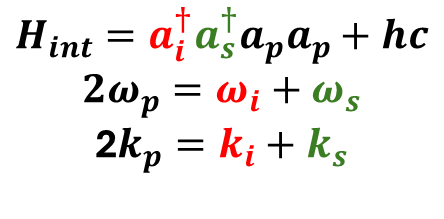 H_int = a_i^† a_s^† a_p a_p + hc
2ω_p = ω_i + ω_s
2k_p = k_i + k_s